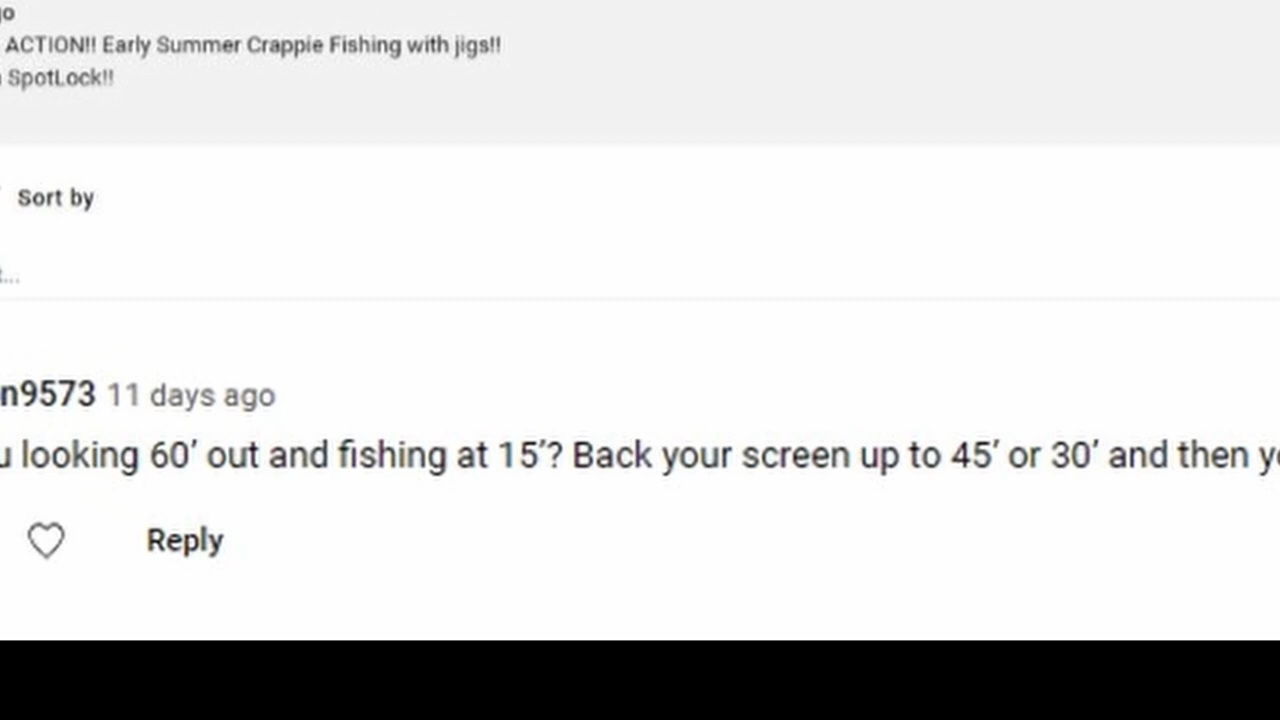 go
ACTION!! Early Summer Crappie Fishing with jigs!!
SpotLock!!
Sort by
...
n9573 11 days ago
u looking 60’ out and fishing at 15’? Back your screen up to 45’ or 30’ and then
Reply